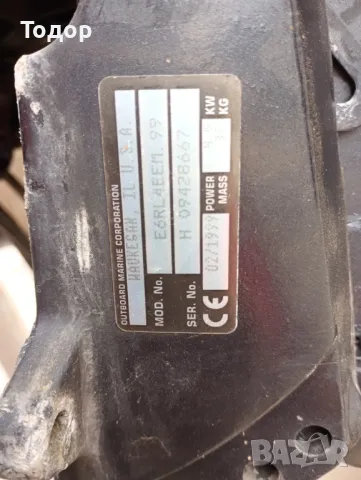 Тодор
OUTBOARD MARINE CORPORATION
WAUKEGAN, IL U.S.A.
MOD. No. E6RL4EEM.99
SER. No. H 09428667
02/1999 POWER KW
MASS KG
CE
BAZAR